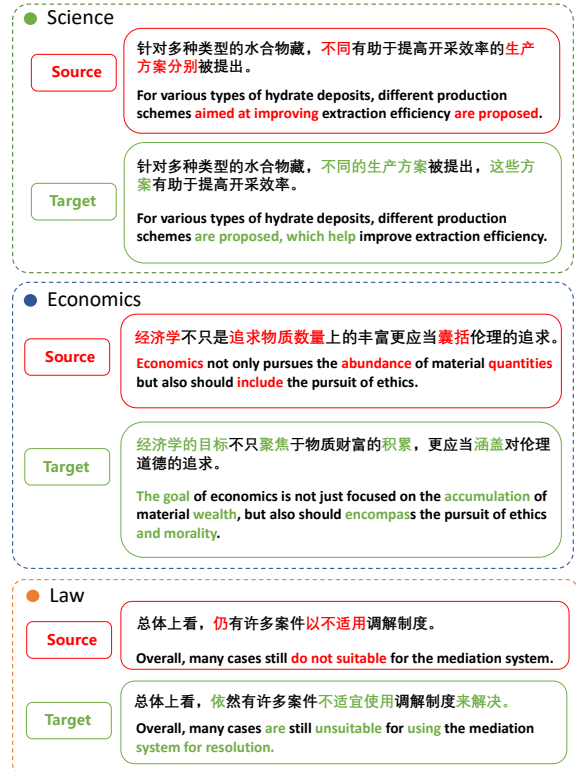 Science
Source
针对多种类型的水合物藏，不同有助于提高开采效率的生产
方案分别被提出。
For various types of hydrate deposits, different production
schemes aimed at improving extraction efficiency are proposed.
Target
针对多种类型的水合物藏，不同的生产方案被提出，这些方
案有助于提高开采效率。
For various types of hydrate deposits, different production
schemes are proposed, which help improve extraction efficiency.
Economics
Source
经济学不只是追求物质数量上的丰富更应当囊括伦理的追求。
Economics not only pursues the abundance of material quantities
but also should include the pursuit of ethics.
Target
经济学的目标不只聚焦于物质财富的积累，更应当涵盖对伦理
道德的追求。
The goal of economics is not just focused on the accumulation of
material wealth, but also should encompass the pursuit of ethics
and morality.
Law
Source
总体上看，仍有许多案件以不适用调解制度。
Overall, many cases still do not suitable for the mediation system.
Target
总体上看，依然有许多案件不适宜使用调解制度来解决。
Overall, many cases are still unsuitable for using the mediation
system for resolution.